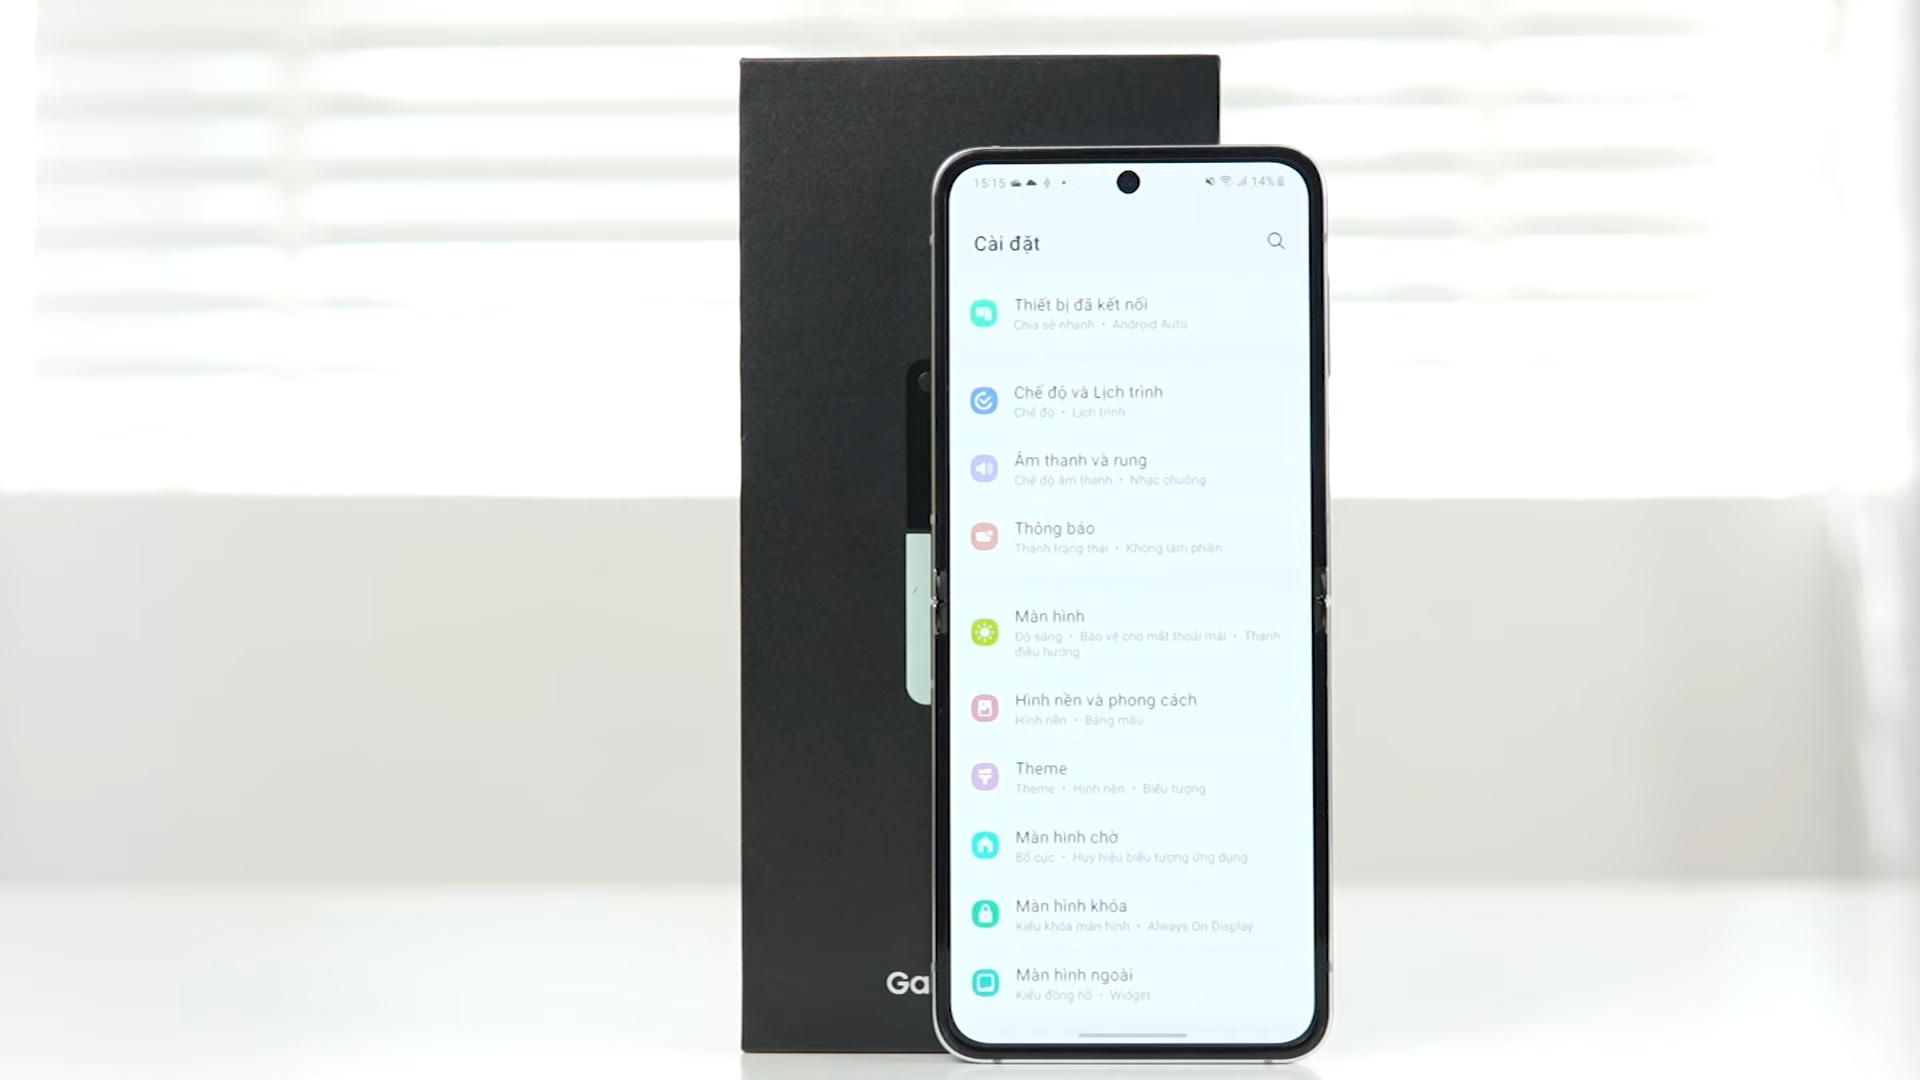 15:15
14%
Cài đặt
Thiết bị đã kết nối
Chia sẻ nhanh • Android Auto
Chế độ và Lịch trình
Chế độ • Lịch trình
Âm thanh và rung
Chế độ âm thanh • Nhạc chuông
Thông báo
Thanh trạng thái • Không làm phiền
Màn hình
Độ sáng • Bảo vệ cho mắt thoải mái • Thanh
điều hướng
Hình nền và phong cách
Hình nền • Bảng màu
Theme
Theme • Hình nền • Biểu tượng
Màn hình chờ
Bố cục • Huy hiệu biểu tượng ứng dụng
Màn hình khóa
Kiểu khóa màn hình • Always On Display
Màn hình ngoài
Kiểu đồng hồ • Widget
Ga